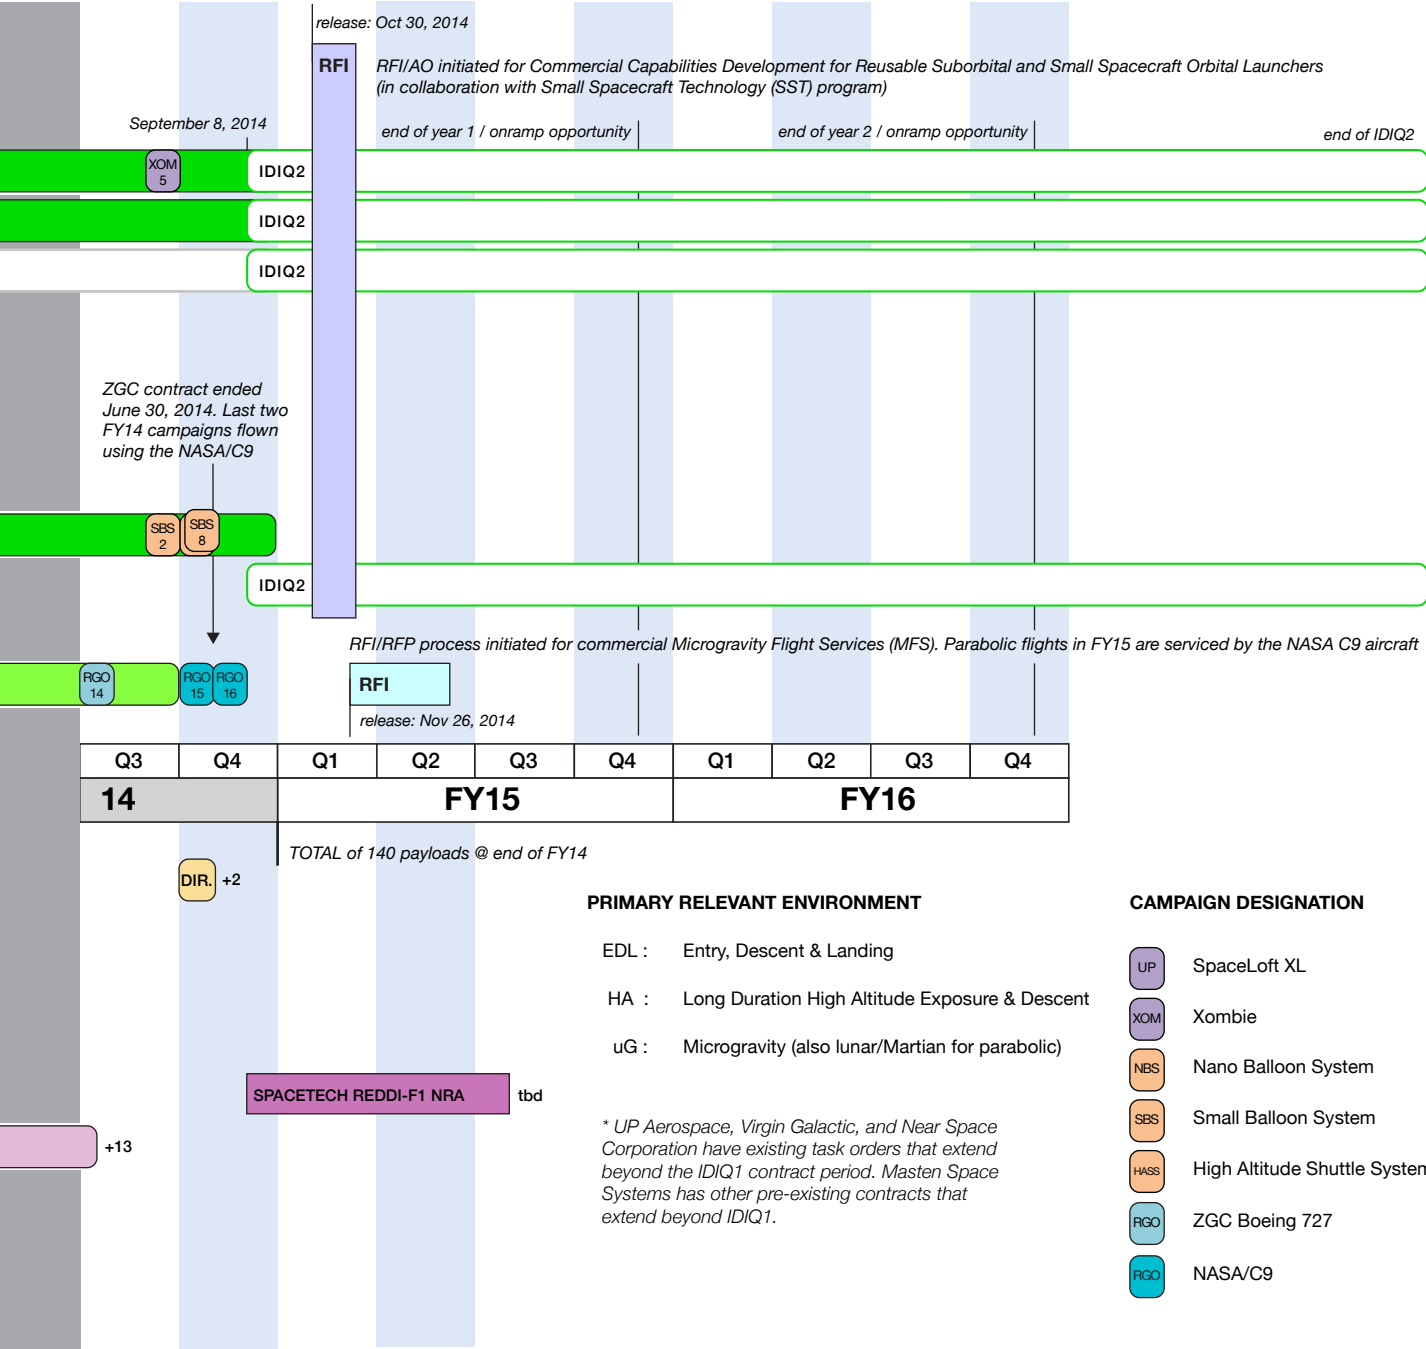 release: Oct 30, 2014
RFI
RFI/AO initiated for Commercial Capabilities Development for Reusable Suborbital and Small Spacecraft Orbital Launchers
(in collaboration with Small Spacecraft Technology (SST) program)
September 8, 2014
end of year 1 / onramp opportunity
end of year 2 / onramp opportunity
end of IDIQ2
XOM
5
IDIQ2
IDIQ2
IDIQ2
ZGC contract ended
June 30, 2014. Last two
FY14 campaigns flown
using the NASA/C9
SBS
2
SBS
8
IDIQ2
RFI/RFP process initiated for commercial Microgravity Flight Services (MFS). Parabolic flights in FY15 are serviced by the NASA C9 aircraft
RGO
14
RGO
15
RGO
16
RFI
release: Nov 26, 2014
Q3 Q4 Q1 Q2 Q3 Q4 Q1 Q2 Q3 Q4
14 FY15 FY16
TOTAL of 140 payloads @ end of FY14
DIR. +2
PRIMARY RELEVANT ENVIRONMENT
EDL : Entry, Descent & Landing
HA : Long Duration High Altitude Exposure & Descent
uG : Microgravity (also lunar/Martian for parabolic)
SPACETECH REDDI-F1 NRA tbd
+13
* UP Aerospace, Virgin Galactic, and Near Space
Corporation have existing task orders that extend
beyond the IDIQ1 contract period. Masten Space
Systems has other pre-existing contracts that
extend beyond IDIQ1.
CAMPAIGN DESIGNATION
UP SpaceLoft XL
XOM Xombie
NBS Nano Balloon System
SBS Small Balloon System
HASS High Altitude Shuttle System
RGO ZGC Boeing 727
RGO NASA/C9